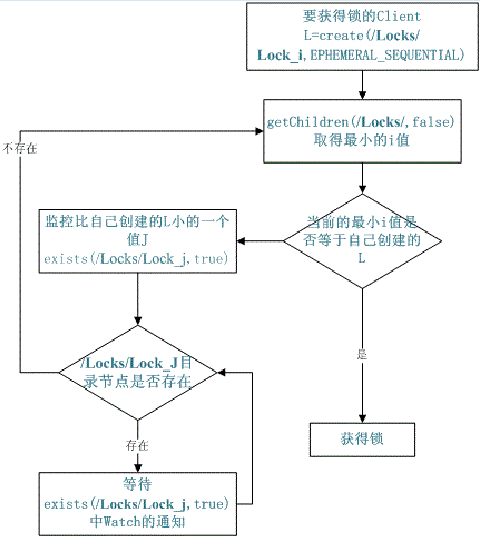 要获得锁的Client
L=create(/Locks/
Lock_i,EPHEMERAL_SEQUENTIAL)
getChildren(/Locks/,false)
取得最小的i值
不存在
当前的最小i值是
否等于自己创建的
L
监控比自己创建的L小的一个
值J
exists(/Locks/Lock_j,true)
/Locks/Lock_J目
录节点是否存在
是
存在
获得锁
等待
exists(/Locks/Lock_j,true)
中Watch的通知